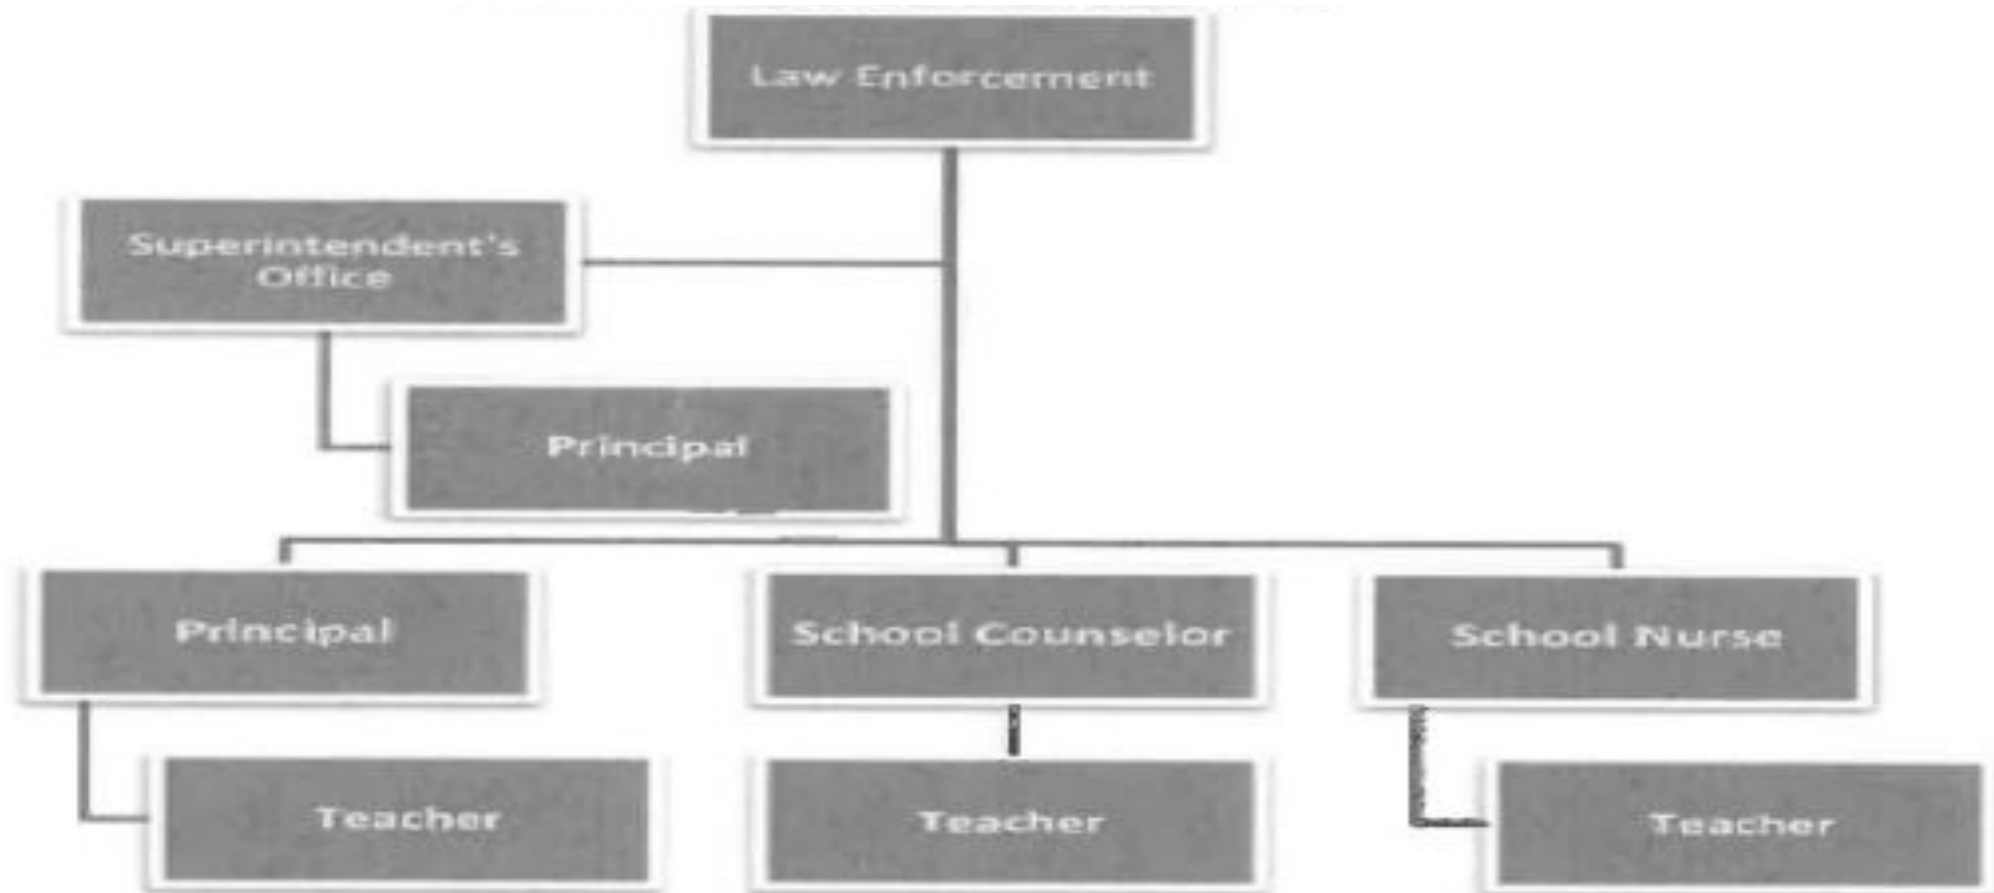 Law Enforcement
Superintendent's
Office
Principal
Principal
School Counselor
School Nurse
Teacher
Teacher
Teacher